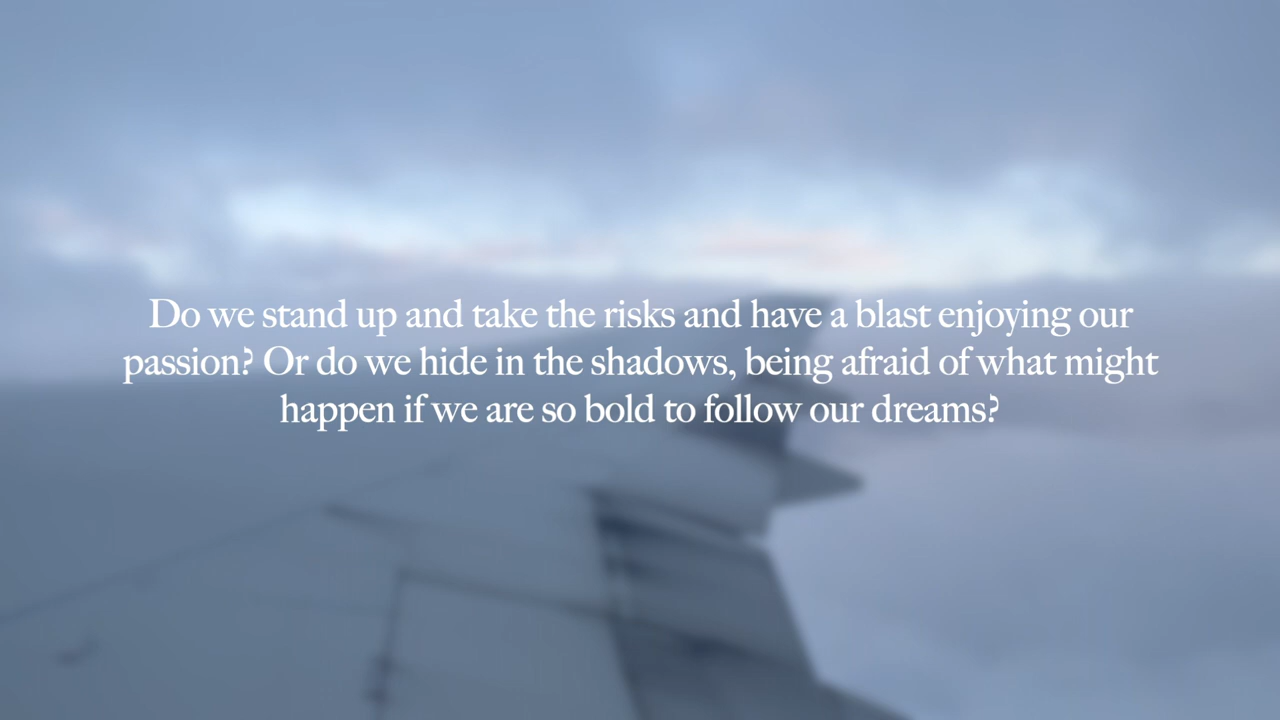 Do we stand up and take the risks and have a blast enjoying our
passion? Or do we hide in the shadows, being afraid of what might
happen if we are so bold to follow our dreams?